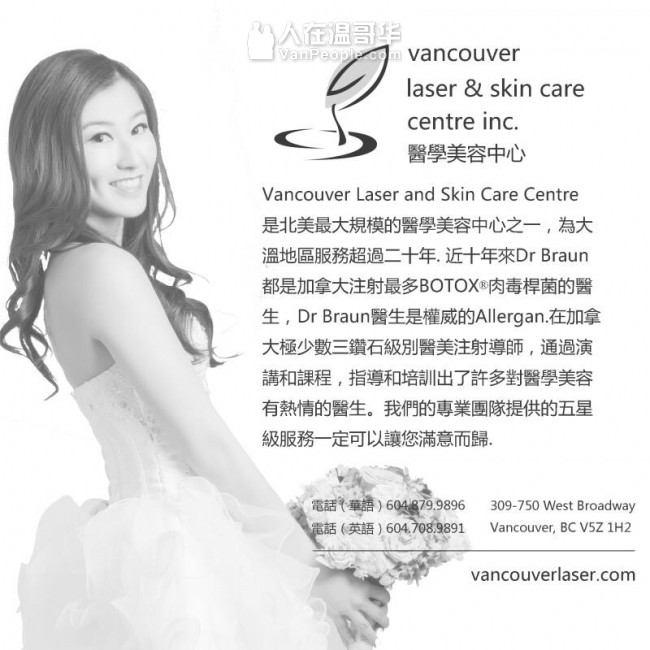 人在温哥华
VanPeople.com
vancouver
laser & skin care
centre inc.
醫學美容中心
Vancouver Laser and Skin Care Centre
是北美最大規模的醫學美容中心之一，為大
溫地區服務超過二十年. 近十年來Dr Braun
都是加拿大注射最多BOTOX®肉毒桿菌的醫
生，Dr Braun醫生是權威的Allergan.在加拿
大極少數三鑽石級別醫美注射導師，通過演
講和課程，指導和培訓出了許多對醫學美容
有熱情的醫生。我們的專業團隊提供的五星
級服務一定可以讓您滿意而歸.
電話（華語）604.879.9896 309-750 West Broadway
電話（英語）604.708.9891 Vancouver, BC V5Z 1H2
vancouverlaser.com